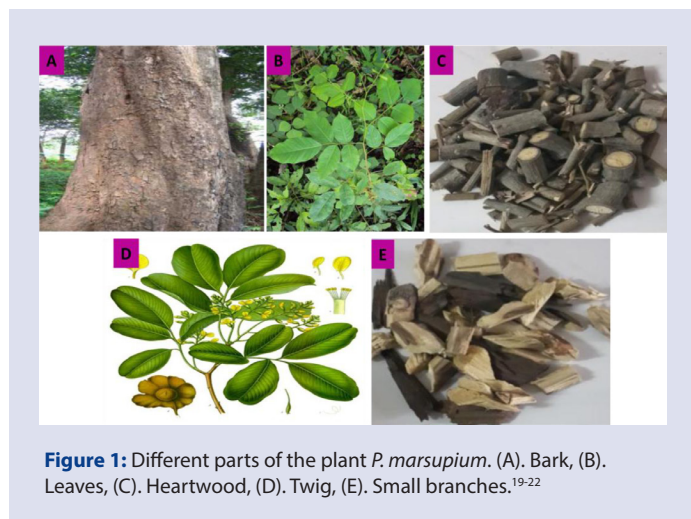 A
B
C
D
E
Figure 1: Different parts of the plant P. marsupium. (A). Bark, (B).
Leaves, (C). Heartwood, (D). Twig, (E). Small branches.19-22